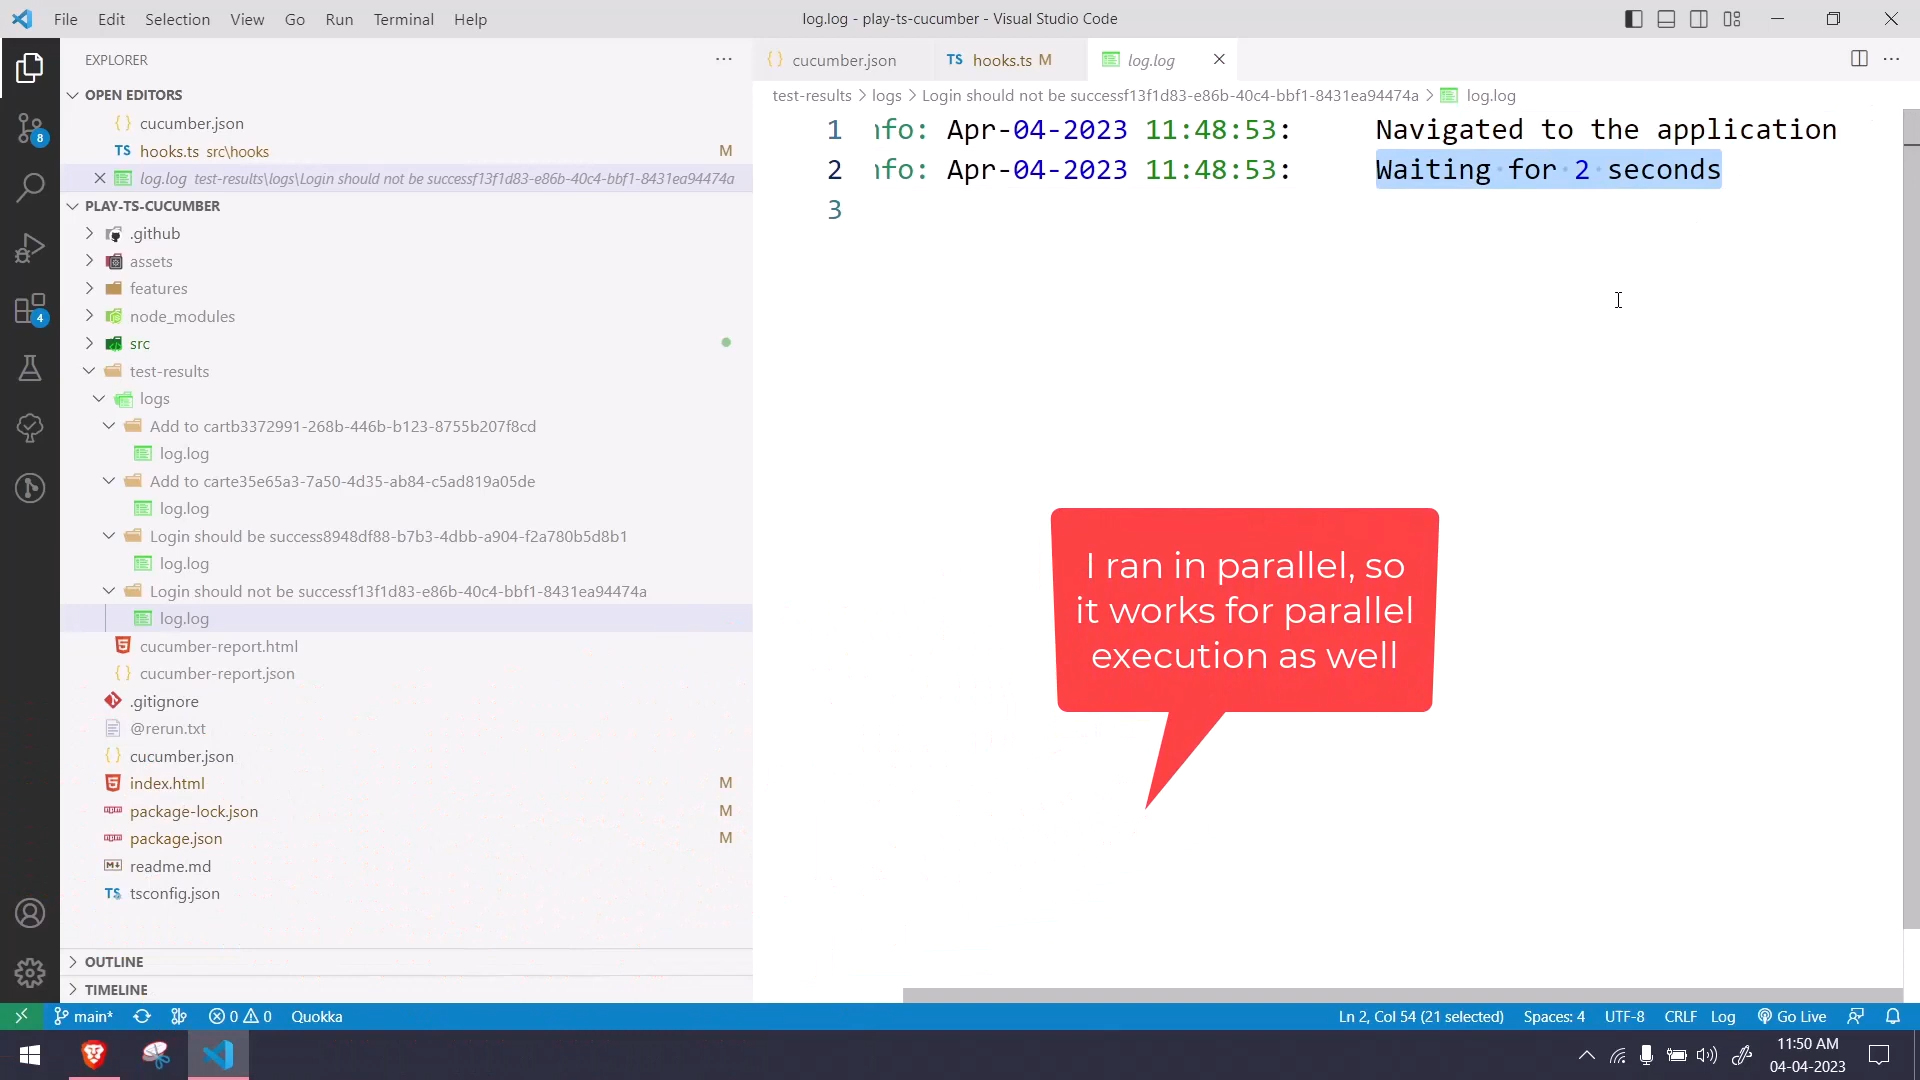 File Edit Selection View Go Run Terminal Help
log.log - play-ts-cucumber - Visual Studio Code
EXPLORER
OPEN EDITORS
{} cucumber.json
TS hooks.ts src\hooks M
log.log test-results\logs\Login should not be successf13f1d83-e86b-40c4-bbf1-8431ea94474a
PLAY-TS-CUCUMBER
.github
assets
features
node_modules
src
test-results
logs
Add to cartb3372991-268b-446b-b123-8755b207f8cd
log.log
Add to carte35e65a3-7a50-4d35-ab84-c5ad819a05de
log.log
Login should be success8948df88-b7b3-4dbb-a904-f2a780b5d8b1
log.log
Login should not be successf13f1d83-e86b-40c4-bbf1-8431ea94474a
log.log
cucumber-report.html
{} cucumber-report.json
.gitignore
@rerun.txt
{} cucumber.json
index.html M
package-lock.json M
package.json M
readme.md
TS tsconfig.json
OUTLINE
TIMELINE
8
4
{} cucumber.json
TS hooks.ts M
log.log
test-results > logs > Login should not be successf13f1d83-e86b-40c4-bbf1-8431ea94474a > log.log
1 nfo: Apr-04-2023 11:48:53: Navigated to the application
2 nfo: Apr-04-2023 11:48:53: Waiting for 2 seconds
3
I ran in parallel, so
it works for parallel
execution as well
main* 0 0 Quokka
Ln 2, Col 54 (21 selected) Spaces: 4 UTF-8 CRLF Log Go Live
11:50 AM
04-04-2023